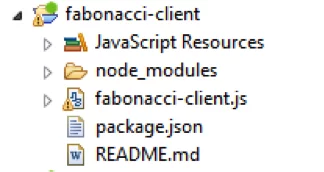 fabonacci-client
JavaScript Resources
node_modules
fabonacci-client.js
package.json
README.md